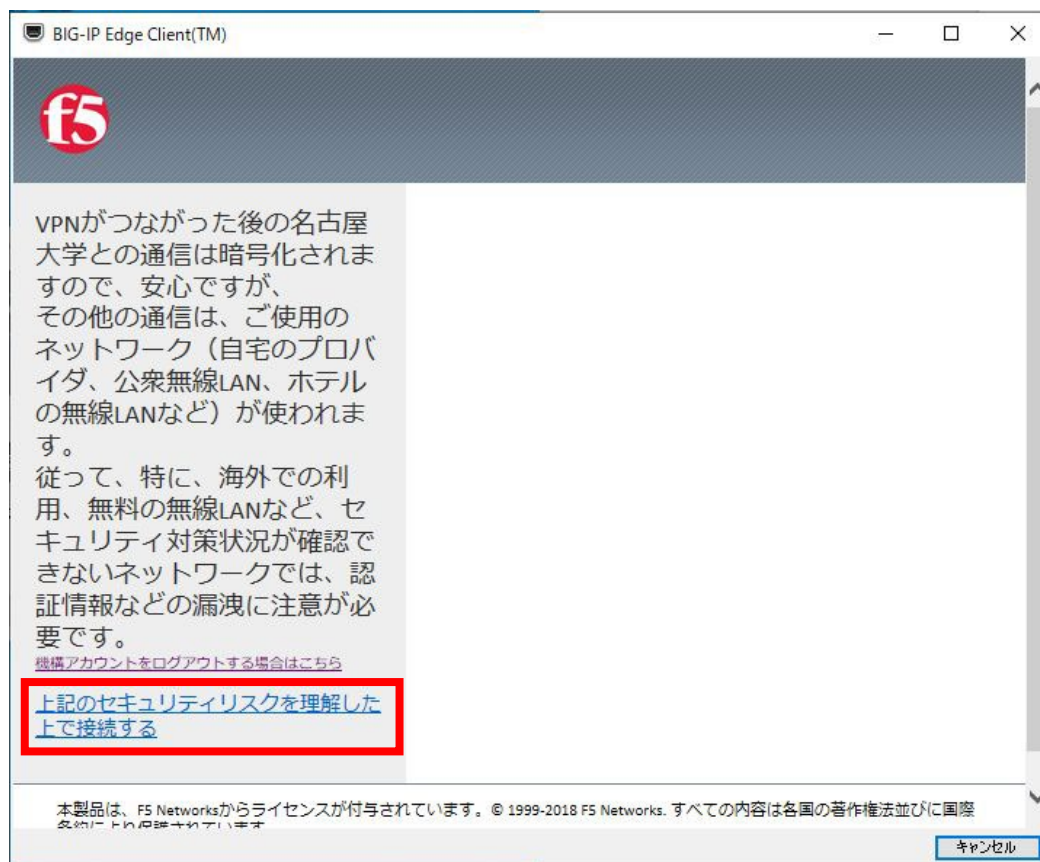 BIG-IP Edge Client(TM)
f5
VPNがつながった後の名古屋
大学との通信は暗号化されま
すので、安心ですが、
その他の通信は、ご使用の
ネットワーク（自宅のプロバ
イダ、公衆無線LAN、ホテル
の無線LANなど）が使われま
す。
従って、特に、海外での利
用、無料の無線LANなど、セ
キュリティ対策状況が確認で
きないネットワークでは、認
証情報などの漏洩に注意が必
要です。
機構アカウントをログアウトする場合はこちら
上記のセキュリティリスクを理解した
上で接続する
本製品は、F5 Networksからライセンスが付与されています。© 1999-2018 F5 Networks. すべての内容は各国の著作権法並びに国際
条約により保護されています
キャンセル